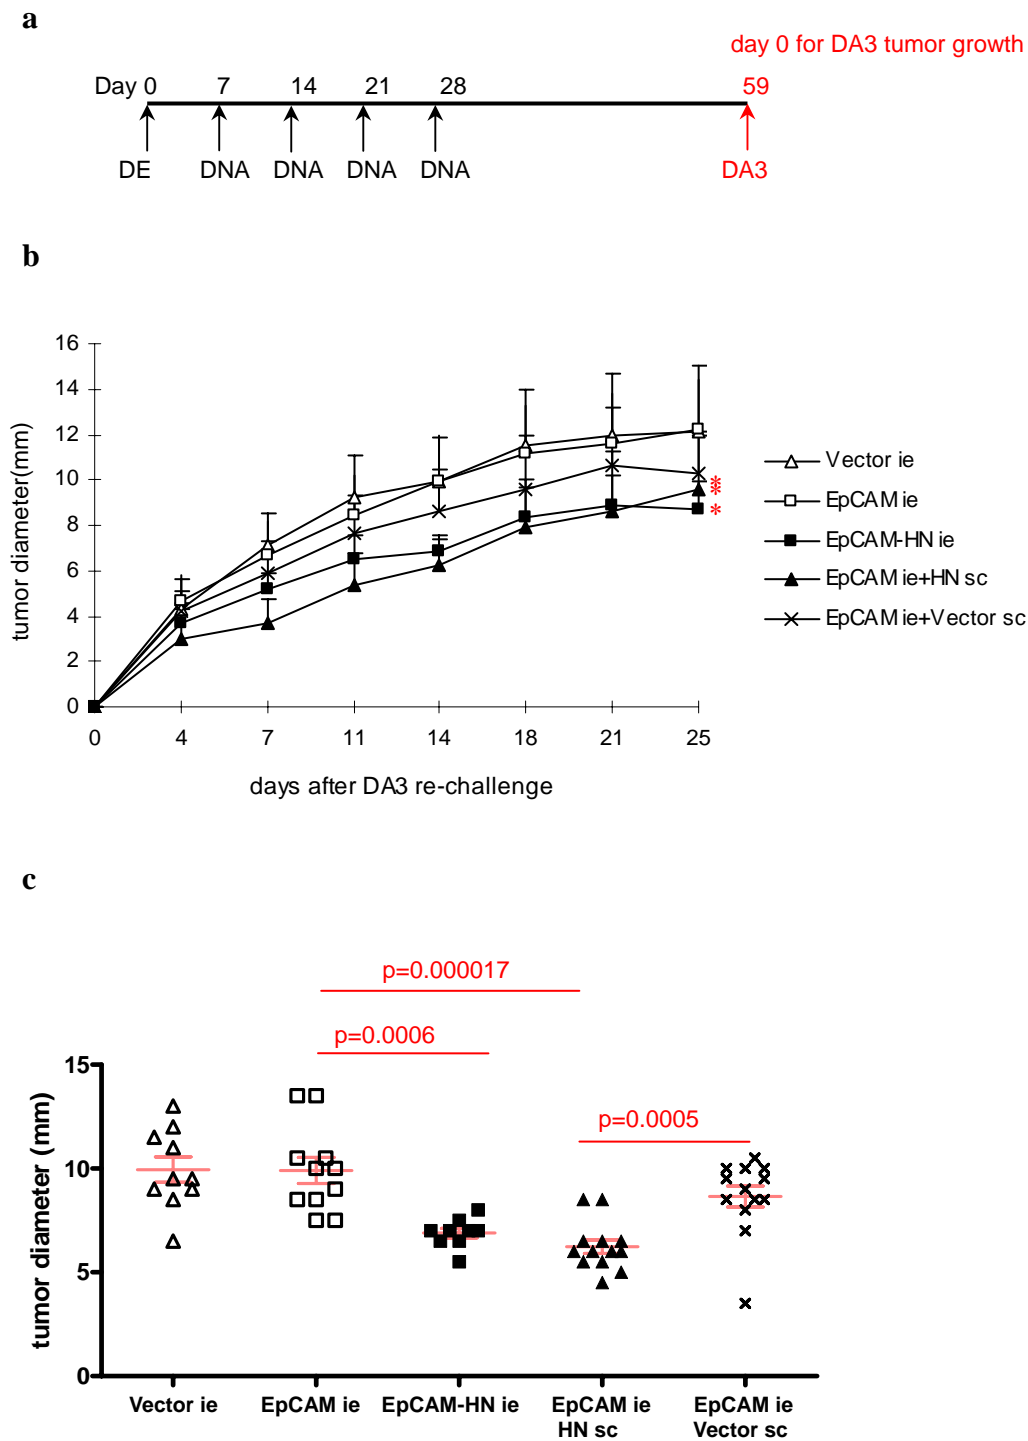 a
day 0 for DA3 tumor growth
Day 0 7 14 21 28 59
DE DNA DNA DNA DNA DA3
b
16
14
12
10
8
6
4
2
0
tumor diameter(mm)
0 4 7 11 14 18 21 25
days after DA3 re-challenge
*
*
*
Vector ie
EpCAM ie
EpCAM-HN ie
EpCAM ie+HN sc
EpCAM ie+Vector sc
c
p=0.000017
p=0.0006
p=0.0005
15
10
5
0
tumor diameter (mm)
Vector ie EpCAM ie EpCAM-HN ie EpCAM ie EpCAM ie
HN sc Vector sc